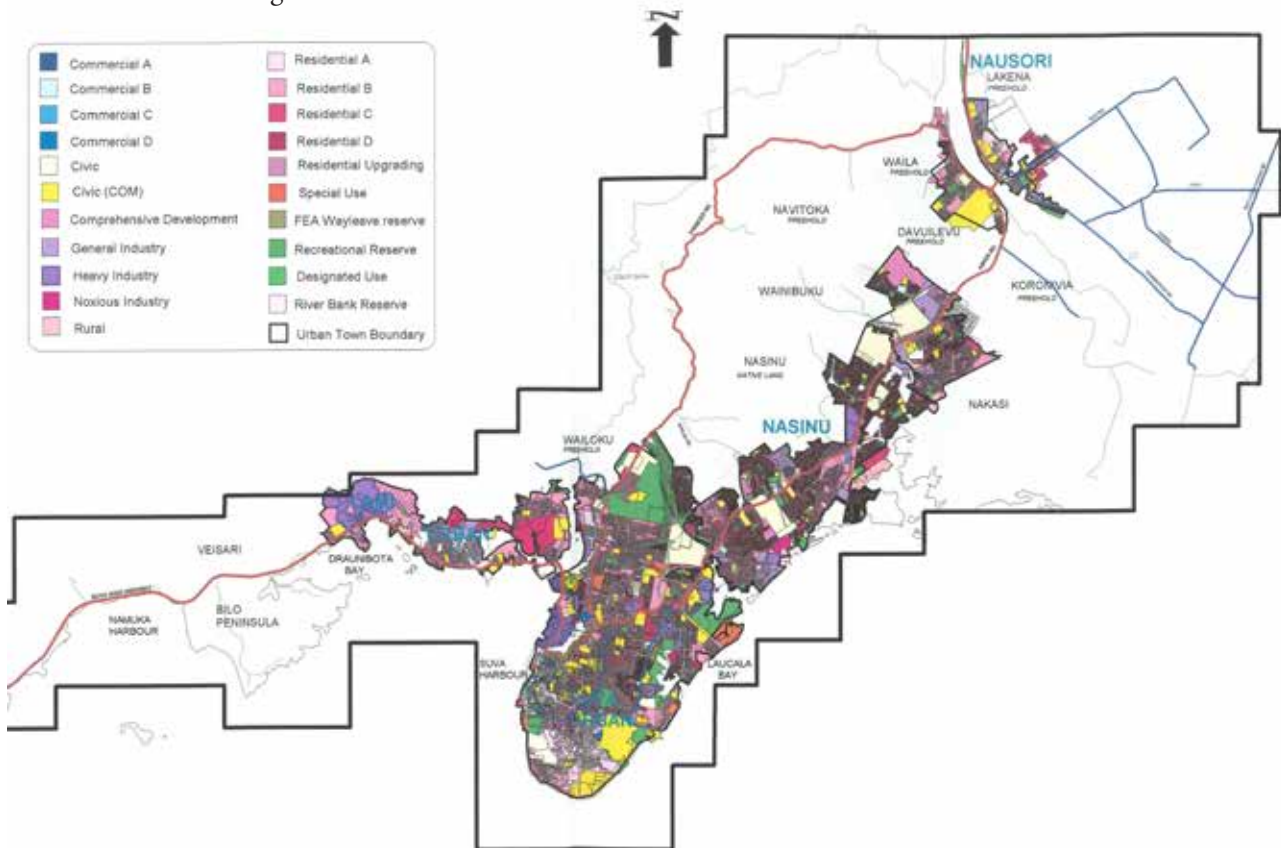 N
Commercial A
Commercial B
Commercial C
Commercial D
Civic
Civic (COM)
Comprehensive Development
General Industry
Heavy Industry
Noxious Industry
Rural
Residential A
Residential B
Residential C
Residential D
Residential Upgrading
Special Use
FEA Wayleave reserve
Recreational Reserve
Designated Use
River Bank Reserve
Urban Town Boundary
NAUSORI
LAKENA
FREEHOLD
WAILA
FREEHOLD
NAVITOKA
FREEHOLD
DAVUILEVU
FREEHOLD
WAINIBUKU
KORONIVIA
FREEHOLD
NASINU
NATIVE LAND
NAKASI
NASINU
WAILOKU
FREEHOLD
VEISARI
DRAUNIBOTA
BAY
NAMUKA
HARBOUR
BILO
PENINSULA
SUVA
HARBOUR
LAUCALA
BAY